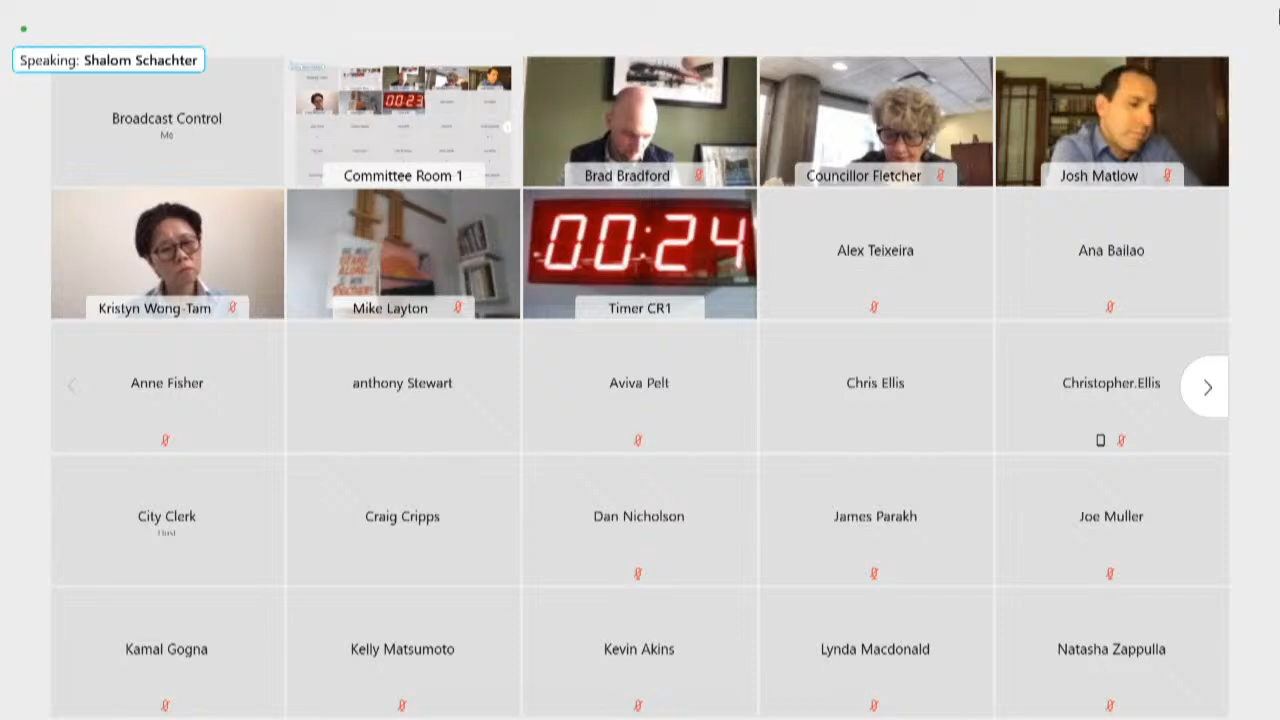 Speaking: Shalom Schachter
Broadcast Control
Me
00:23
Committee Room 1
Brad Bradford
Councillor Fletcher
Josh Matlow
Kristyn Wong-Tam
Mike Layton
00:24
Timer CR1
Alex Teixeira
Ana Bailao
Anne Fisher
anthony Stewart
Aviva Pelt
Chris Ellis
Christopher.Ellis
City Clerk
Host
Craig Cripps
Dan Nicholson
James Parakh
Joe Muller
Kamal Gogna
Kelly Matsumoto
Kevin Akins
Lynda Macdonald
Natasha Zappulla